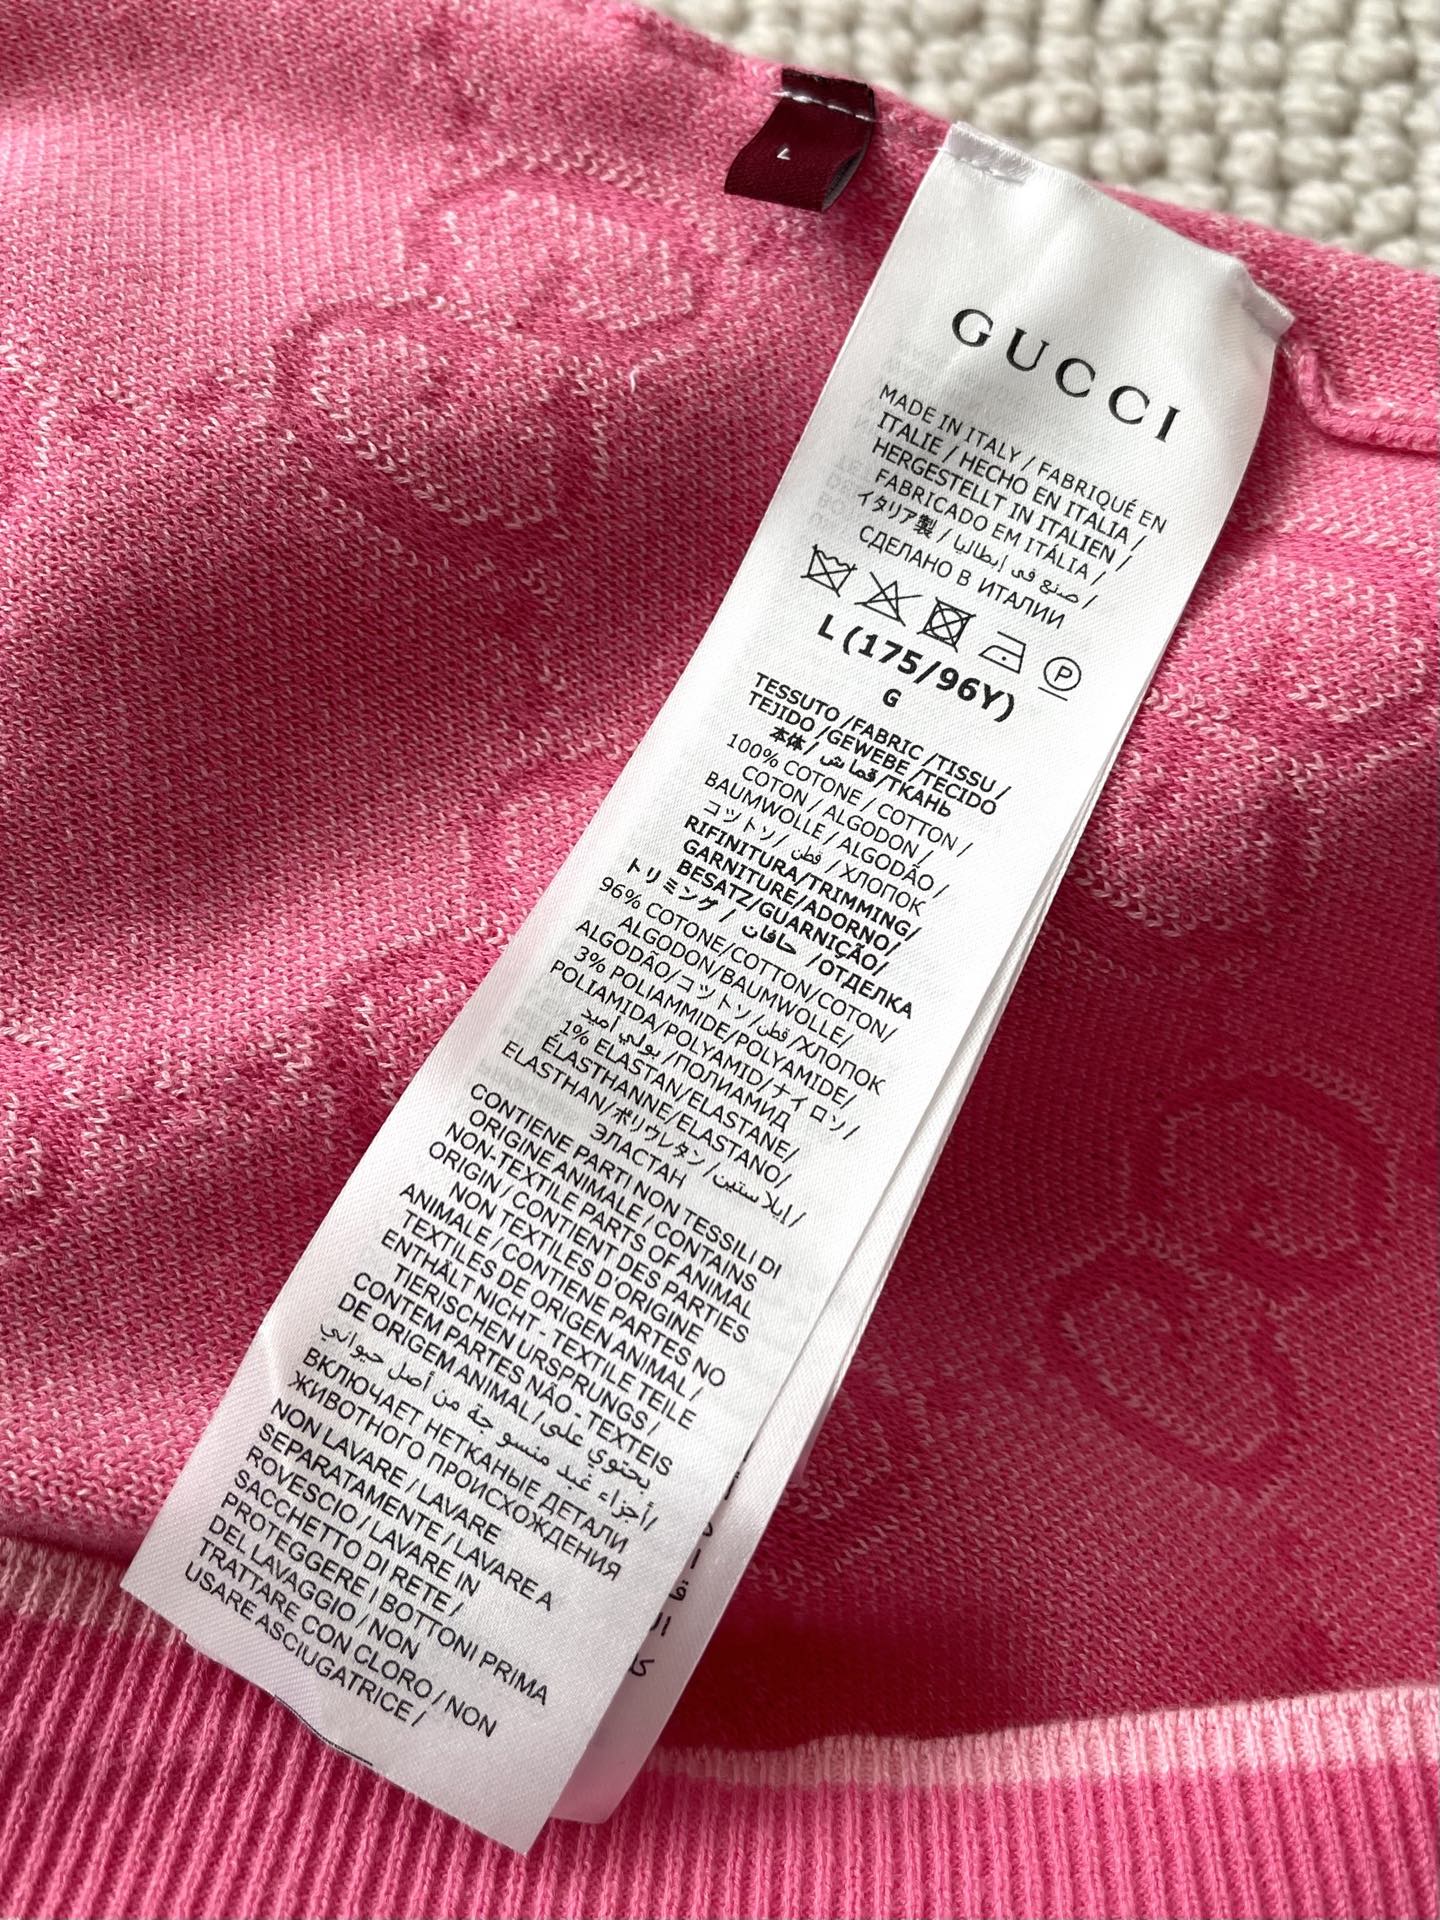 L
GUCCI
MADE IN ITALY / FABRIQUÉ EN
ITALIE / HECHO EN ITALIA /
HERGESTELLT IN ITALIEN /
FABRICADO EM ITÁLIA /
イタリア製 / صنع في إيطاليا /
СДЕЛАНО В ИТАЛИИ
P
L (175/96Y)
G
TESSUTO /FABRIC /TISSU /
TEJIDO /GEWEBE /TECIDO
本体/ قماش/ТКАНЬ
100% COTONE / COTTON /
COTON / ALGODON /
BAUMWOLLE / ALGODÃO /
コットン/ قطن /ХЛОПОК
RIFINITURA/TRIMMING/
GARNITURE/ADORNO/
BESATZ/GUARNIÇÃO/
トリミング / حافات /ОТДЕЛКА
96% COTONE/COTTON/COTON/
ALGODON/BAUMWOLLE/
ALGODÃO/コットン/قطن/ХЛОПОК
3% POLIAMMIDE/POLYAMIDE/
POLIAMIDA/POLYAMID/ナイロン/
بولي أميد /ПОЛИАМИД
1% ELASTAN/ELASTANE/
ÉLASTHANNE/ELASTANO/
ELASTHAN/ポリウレタン/إيلاستين/
ЭЛАСТАН
CONTIENE PARTI NON TESSILI DI
ORIGINE ANIMALE / CONTAINS
NON-TEXTILE PARTS OF ANIMAL
ORIGIN / CONTIENT DES PARTIES
NON TEXTILES D'ORIGINE
ANIMALE / CONTIENE PARTES NO
TEXTILES DE ORIGEN ANIMAL /
ENTHÄLT NICHT - TEXTILE TEILE
TIERISCHEN URSPRUNGS /
CONTEM PARTES NÃO - TEXTEIS
DE ORIGEM ANIMAL /يحتوي على
أجزاء غيد منسو جة من أصل حيواني/
ВКЛЮЧАЕТ НЕТКАНЫЕ ДЕТАЛИ
ЖИВОТНОГО ПРОИСХОЖДЕНИЯ
NON LAVARE / LAVARE
SEPARATAMENTE / LAVARE A
ROVESCIO / LAVARE IN
SACCHETTO DI RETE /
PROTEGGERE I BOTTONI PRIMA
DEL LAVAGGIO / NON
TRATTARE CON CLORO / NON
USARE ASCIUGATRICE /